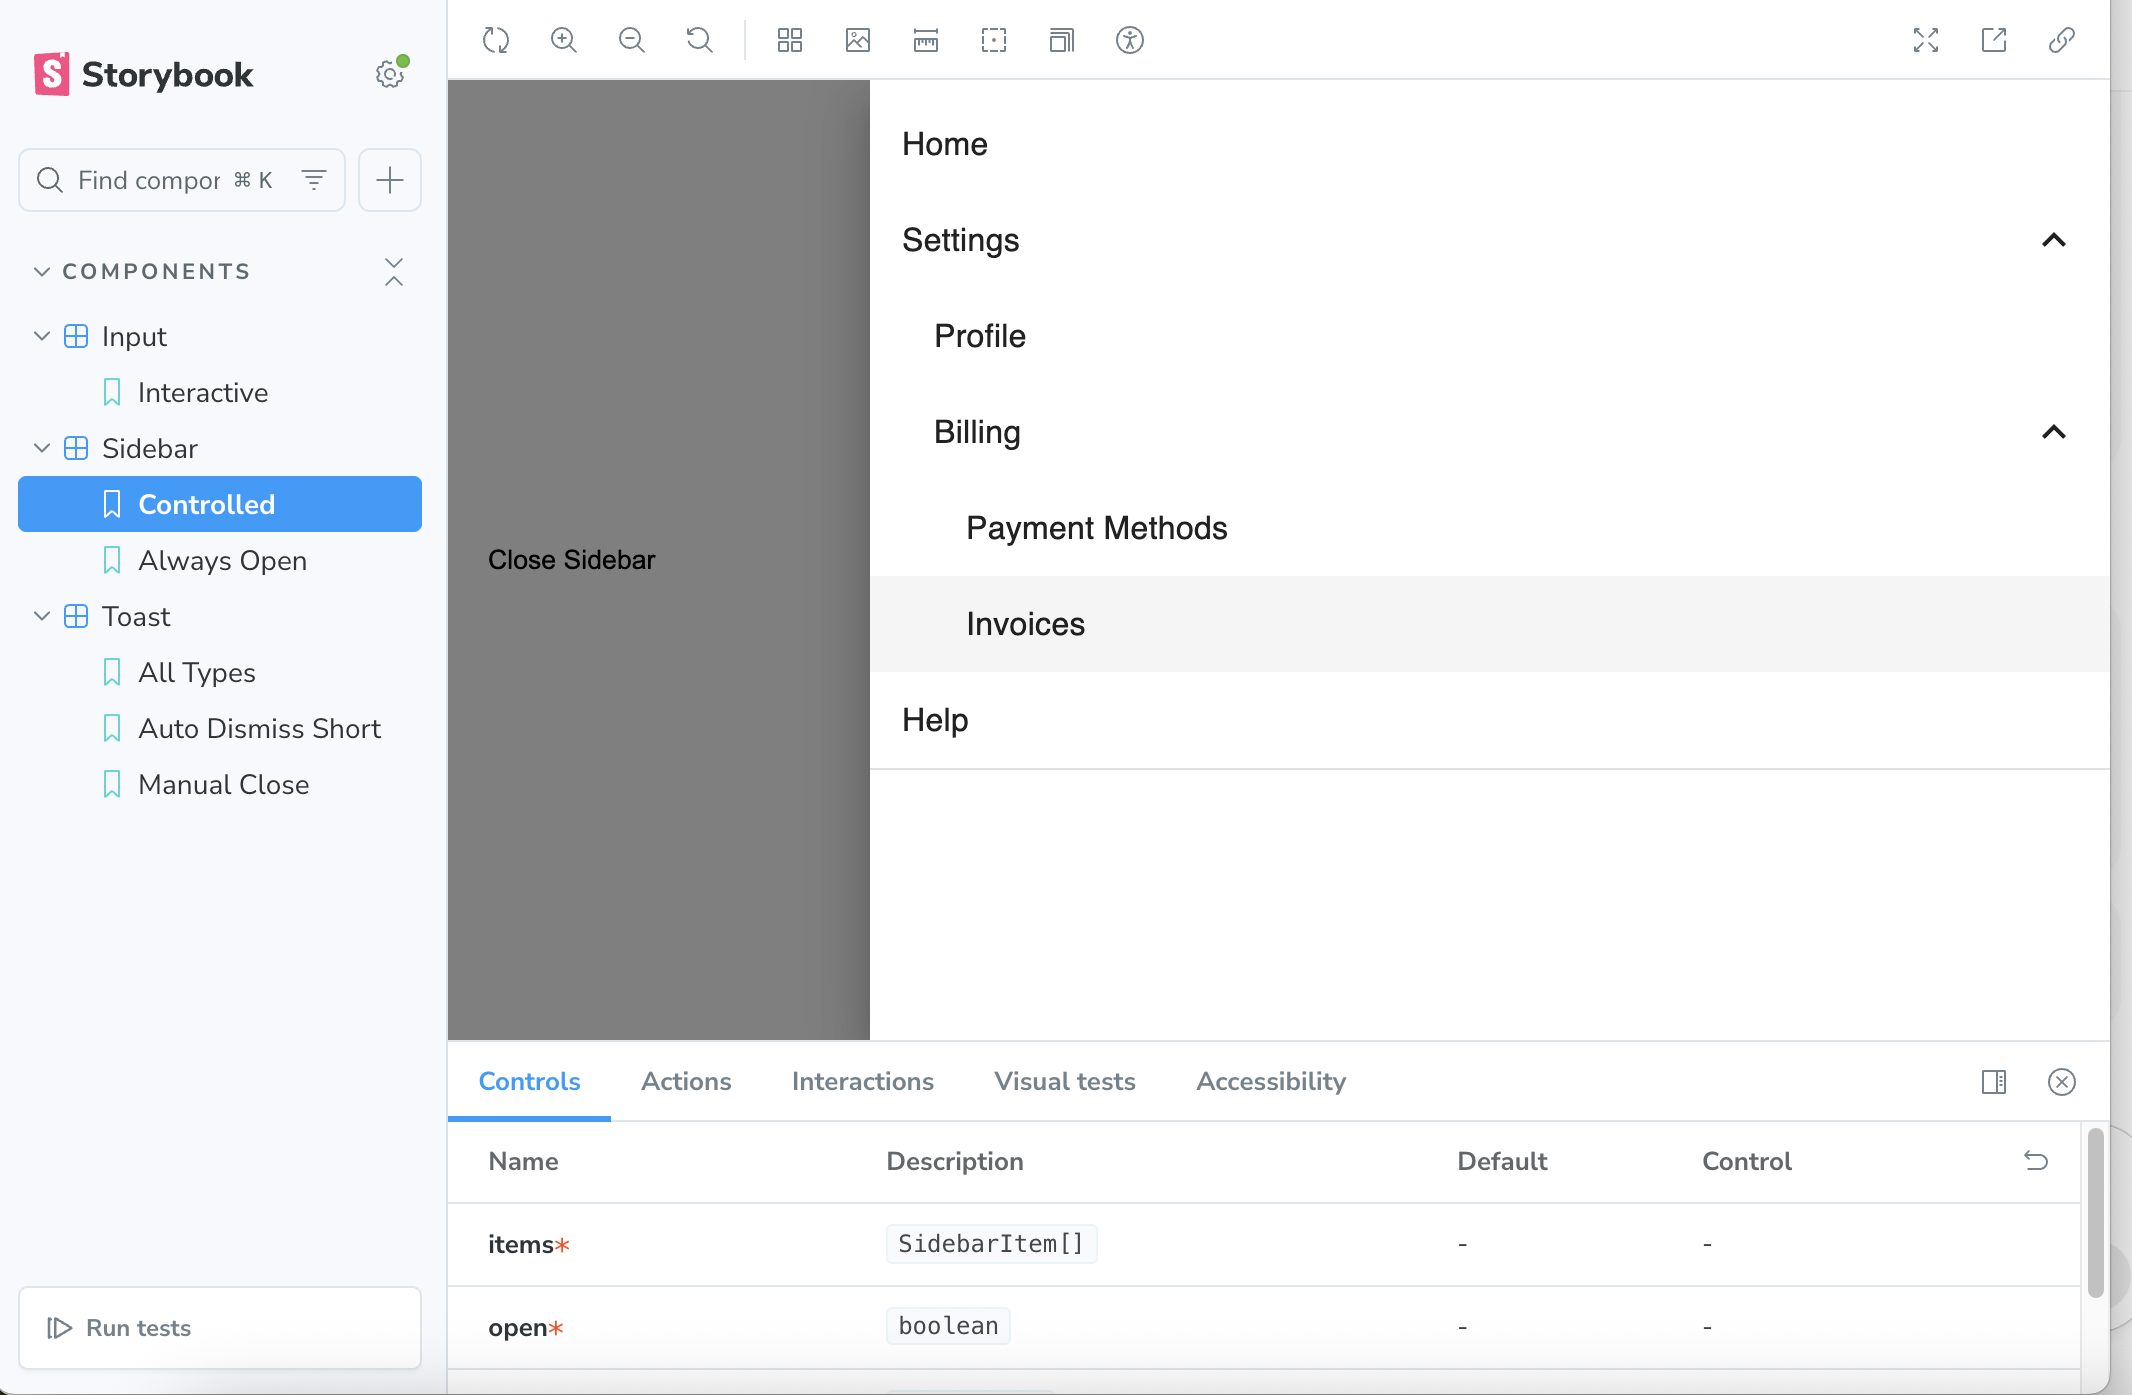 Storybook
Find compor ⌘ K
COMPONENTS
Input
Interactive
Sidebar
Controlled
Always Open
Toast
All Types
Auto Dismiss Short
Manual Close
Run tests
Close Sidebar
Home
Settings
Profile
Billing
Payment Methods
Invoices
Help
Controls Actions Interactions Visual tests Accessibility
Name Description Default Control
items* SidebarItem[] - -
open* boolean - -